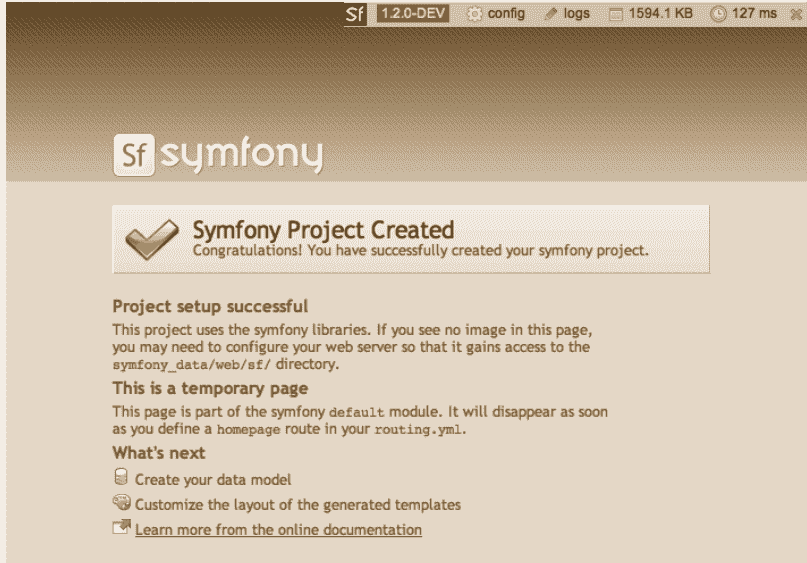 Sf 1.2.0-DEV config logs 1594.1 KB 127 ms
Sf symfony
Symfony Project Created
Congratulations! You have successfully created your symfony project.
Project setup successful
This project uses the symfony libraries. If you see no image in this page,
you may need to configure your web server so that it gains access to the
symfony_data/web/sf/ directory.
This is a temporary page
This page is part of the symfony default module. It will disappear as soon
as you define a homepage route in your routing.yml.
What's next
Create your data model
Customize the layout of the generated templates
Learn more from the online documentation